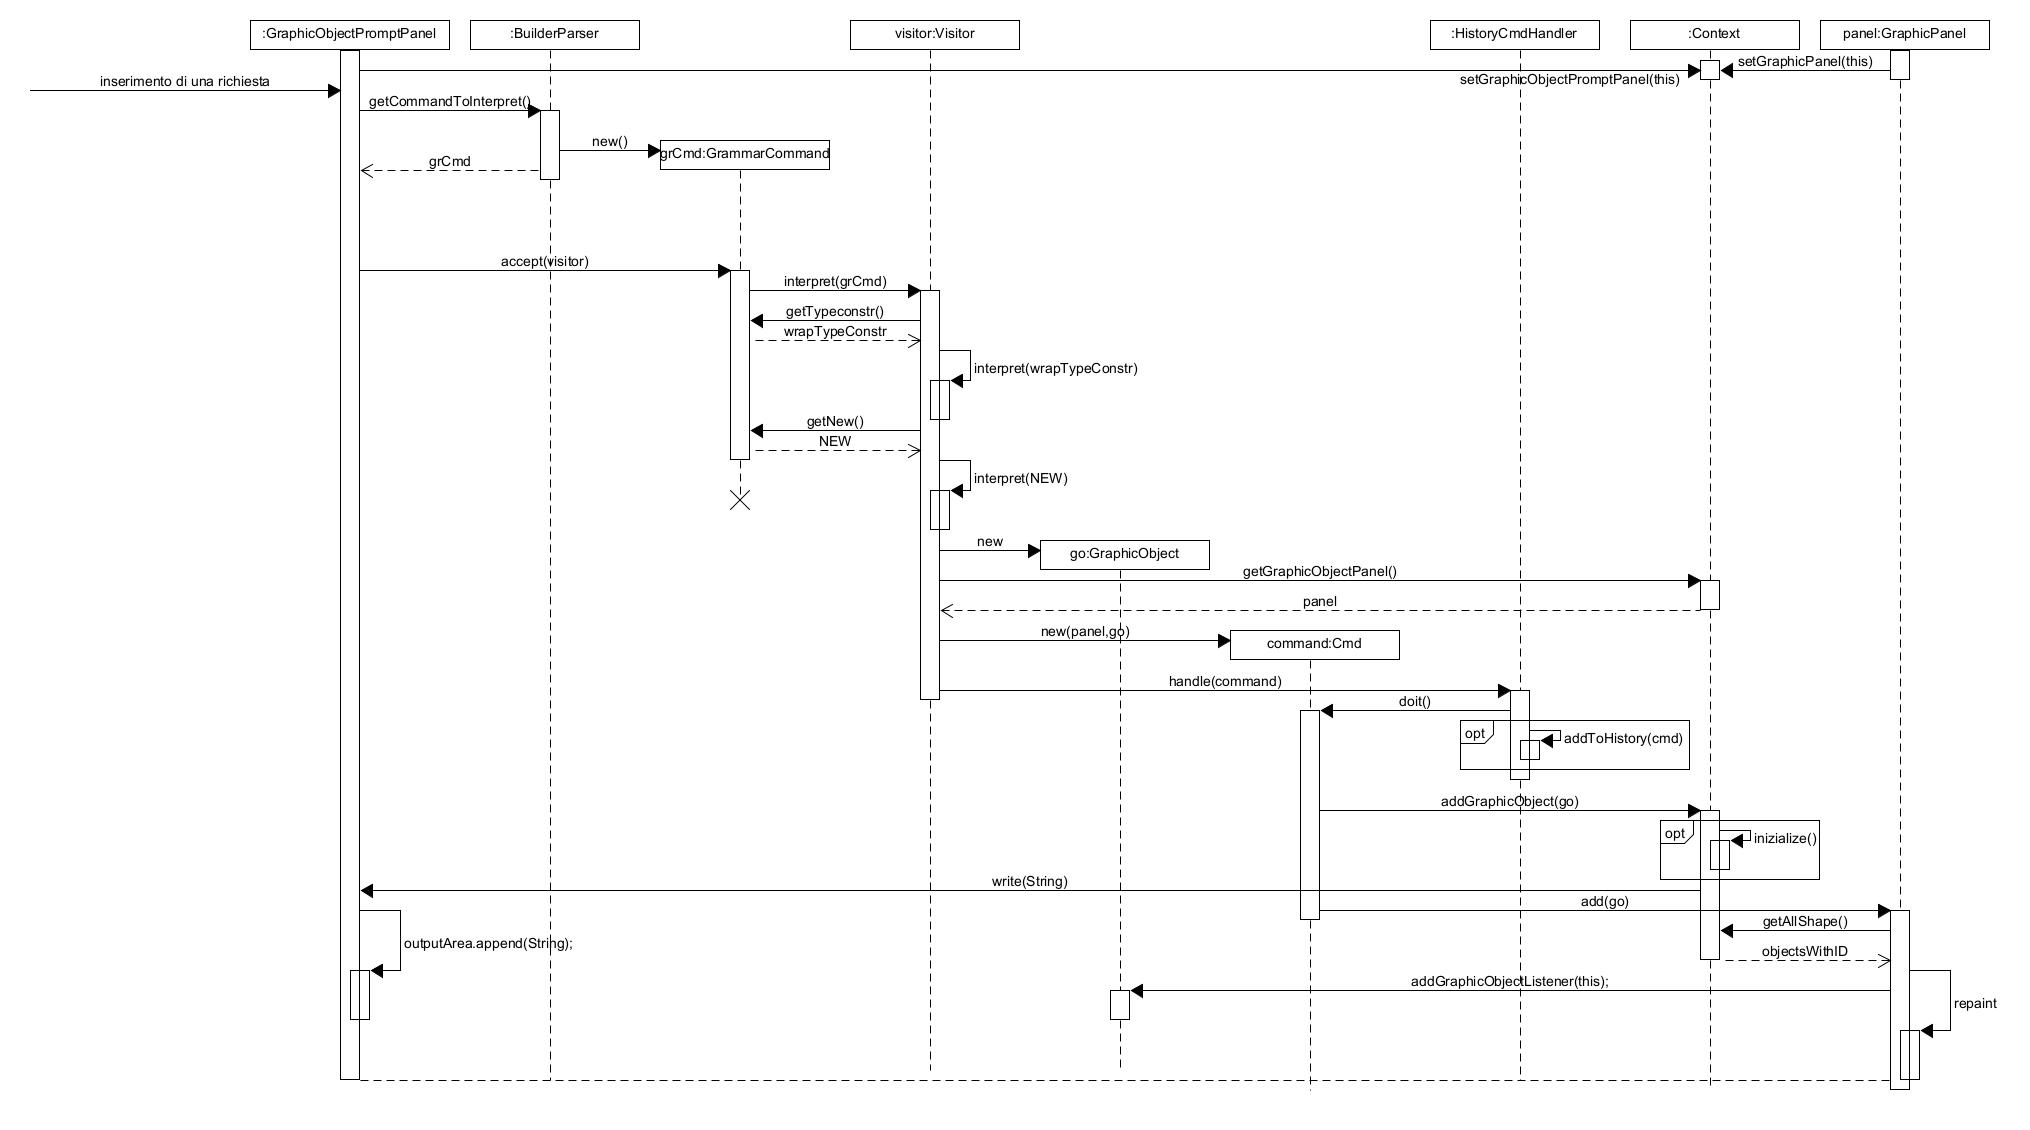 :GraphicObjectPromptPanel
:BuilderParser
visitor:Visitor
:HistoryCmdHandler
:Context
panel:GraphicPanel
setGraphicPanel(this)
setGraphicObjectPromptPanel(this)
inserimento di una richiesta
getCommandToInterpret()
new()
grCmd:GrammarCommand
grCmd
accept(visitor)
interpret(grCmd)
getTypeconstr()
wrapTypeConstr
interpret(wrapTypeConstr)
getNew()
NEW
interpret(NEW)
new
go:GraphicObject
getGraphicObjectPanel()
panel
new(panel,go)
command:Cmd
handle(command)
doit()
opt
addToHistory(cmd)
addGraphicObject(go)
opt
inizialize()
write(String)
add(go)
getAllShape()
outputArea.append(String);
objectsWithID
addGraphicObjectListener(this);
repaint